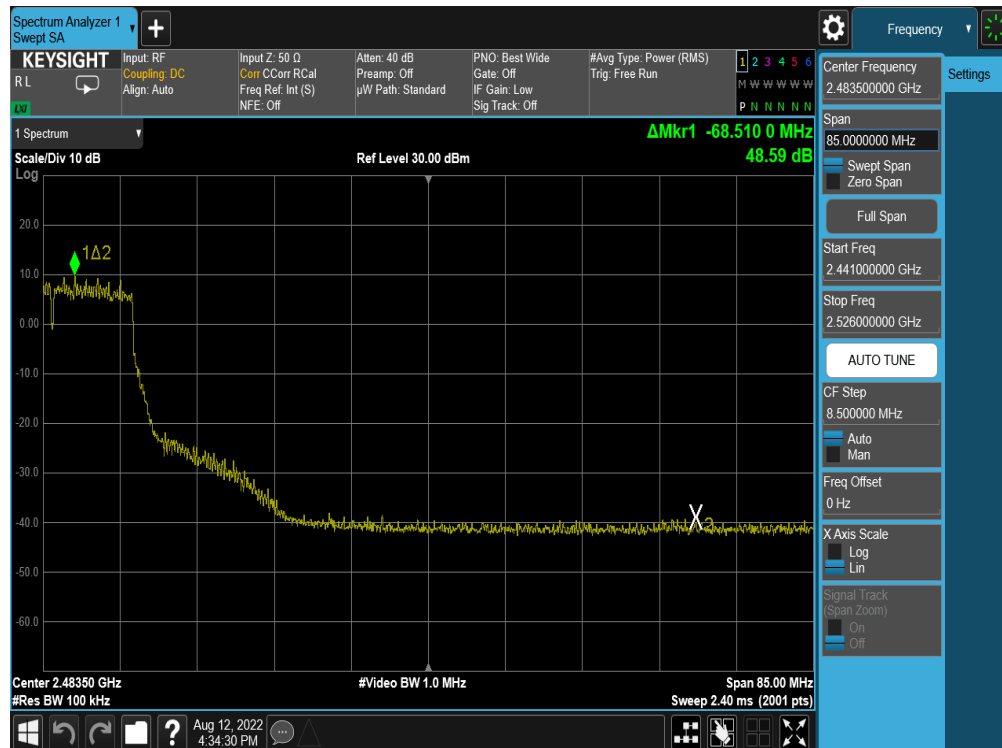 Spectrum Analyzer 1
Swept SA
Frequency
KEYSIGHT
R L
LXI
Input: RF
Coupling: DC
Align: Auto
Input Z: 50 Ω
Corr CCorr RCal
Freq Ref: Int (S)
NFE: Off
Atten: 40 dB
Preamp: Off
µW Path: Standard
PNO: Best Wide
Gate: Off
IF Gain: Low
Sig Track: Off
#Avg Type: Power (RMS)
Trig: Free Run
1 2 3 4 5 6
M W W W W W
P N N N N N
1 Spectrum
Scale/Div 10 dB
Log
Ref Level 30.00 dBm
ΔMkr1 -68.510 0 MHz
48.59 dB
1Δ2
20.0
10.0
0.00
-10.0
-20.0
-30.0
-40.0
-50.0
-60.0
X2
Center 2.48350 GHz
#Res BW 100 kHz
#Video BW 1.0 MHz
Span 85.00 MHz
Sweep 2.40 ms (2001 pts)
?
Aug 12, 2022
4:34:30 PM
Center Frequency
2.483500000 GHz
Settings
Span
85.0000000 MHz
Swept Span
Zero Span
Full Span
Start Freq
2.441000000 GHz
Stop Freq
2.526000000 GHz
AUTO TUNE
CF Step
8.500000 MHz
Auto
Man
Freq Offset
0 Hz
X Axis Scale
Log
Lin
Signal Track
(Span Zoom)
On
Off